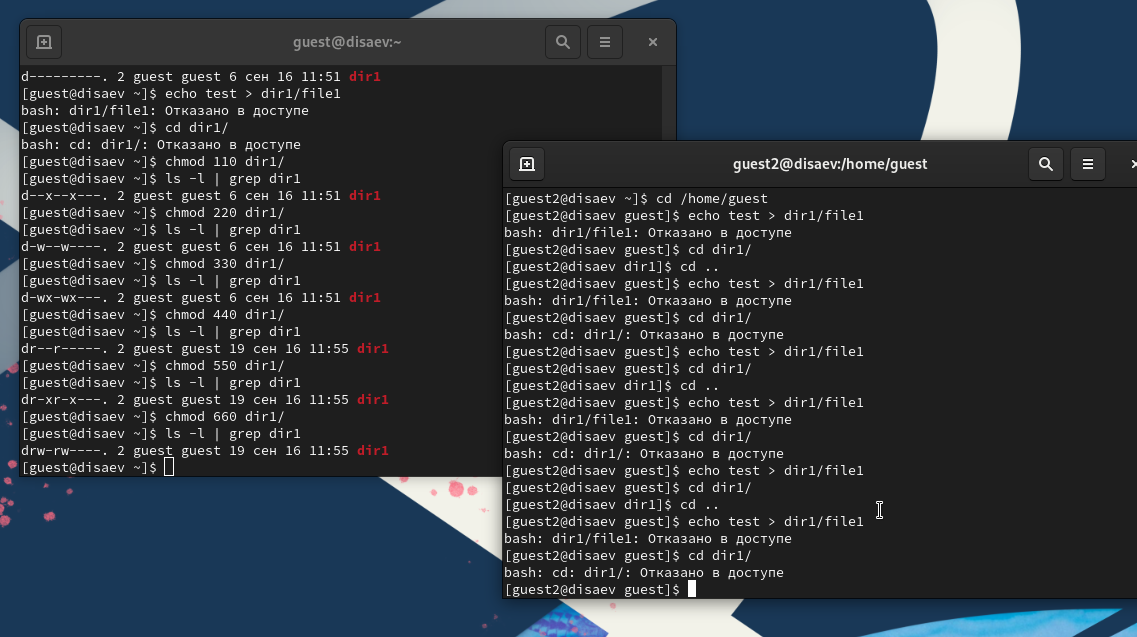 guest@disaev:~
d---------. 2 guest guest 6 сен 16 11:51 dir1
[guest@disaev ~]$ echo test > dir1/file1
bash: dir1/file1: Отказано в доступе
[guest@disaev ~]$ cd dir1/
bash: cd: dir1/: Отказано в доступе
[guest@disaev ~]$ chmod 110 dir1/
[guest@disaev ~]$ ls -l | grep dir1
d--x--x---. 2 guest guest 6 сен 16 11:51 dir1
[guest@disaev ~]$ chmod 220 dir1/
[guest@disaev ~]$ ls -l | grep dir1
d-w--w----. 2 guest guest 6 сен 16 11:51 dir1
[guest@disaev ~]$ chmod 330 dir1/
[guest@disaev ~]$ ls -l | grep dir1
d-wx-wx---. 2 guest guest 6 сен 16 11:51 dir1
[guest@disaev ~]$ chmod 440 dir1/
[guest@disaev ~]$ ls -l | grep dir1
dr--r-----. 2 guest guest 19 сен 16 11:55 dir1
[guest@disaev ~]$ chmod 550 dir1/
[guest@disaev ~]$ ls -l | grep dir1
dr-xr-x---. 2 guest guest 19 сен 16 11:55 dir1
[guest@disaev ~]$ chmod 660 dir1/
[guest@disaev ~]$ ls -l | grep dir1
drw-rw----. 2 guest guest 19 сен 16 11:55 dir1
[guest@disaev ~]$
guest2@disaev:/home/guest
[guest2@disaev ~]$ cd /home/guest
[guest2@disaev guest]$ echo test > dir1/file1
bash: dir1/file1: Отказано в доступе
[guest2@disaev guest]$ cd dir1/
[guest2@disaev dir1]$ cd ..
[guest2@disaev guest]$ echo test > dir1/file1
bash: dir1/file1: Отказано в доступе
[guest2@disaev guest]$ cd dir1/
bash: cd: dir1/: Отказано в доступе
[guest2@disaev guest]$ echo test > dir1/file1
[guest2@disaev guest]$ cd dir1/
[guest2@disaev dir1]$ cd ..
[guest2@disaev guest]$ echo test > dir1/file1
bash: dir1/file1: Отказано в доступе
[guest2@disaev guest]$ cd dir1/
bash: cd: dir1/: Отказано в доступе
[guest2@disaev guest]$ echo test > dir1/file1
[guest2@disaev guest]$ cd dir1/
[guest2@disaev dir1]$ cd ..
[guest2@disaev guest]$ echo test > dir1/file1
bash: dir1/file1: Отказано в доступе
[guest2@disaev guest]$ cd dir1/
bash: cd: dir1/: Отказано в доступе
[guest2@disaev guest]$